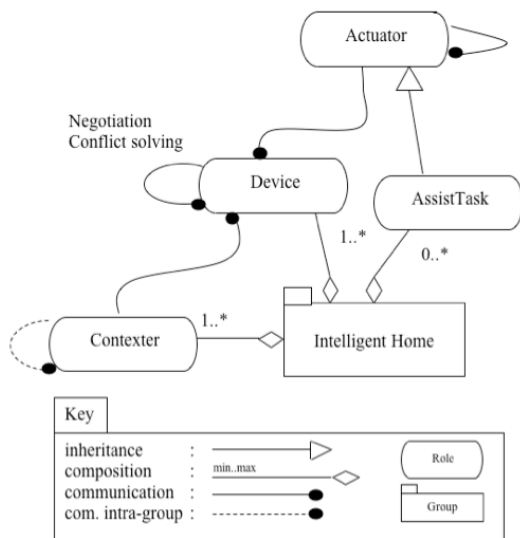 Actuator
Negotiation
Conflict solving
Device
AssistTask
1..*
0..*
1..*
Contexter
Intelligent Home
Key
inheritance :
composition : min..max
communication :
com. intra-group :
Role
Group